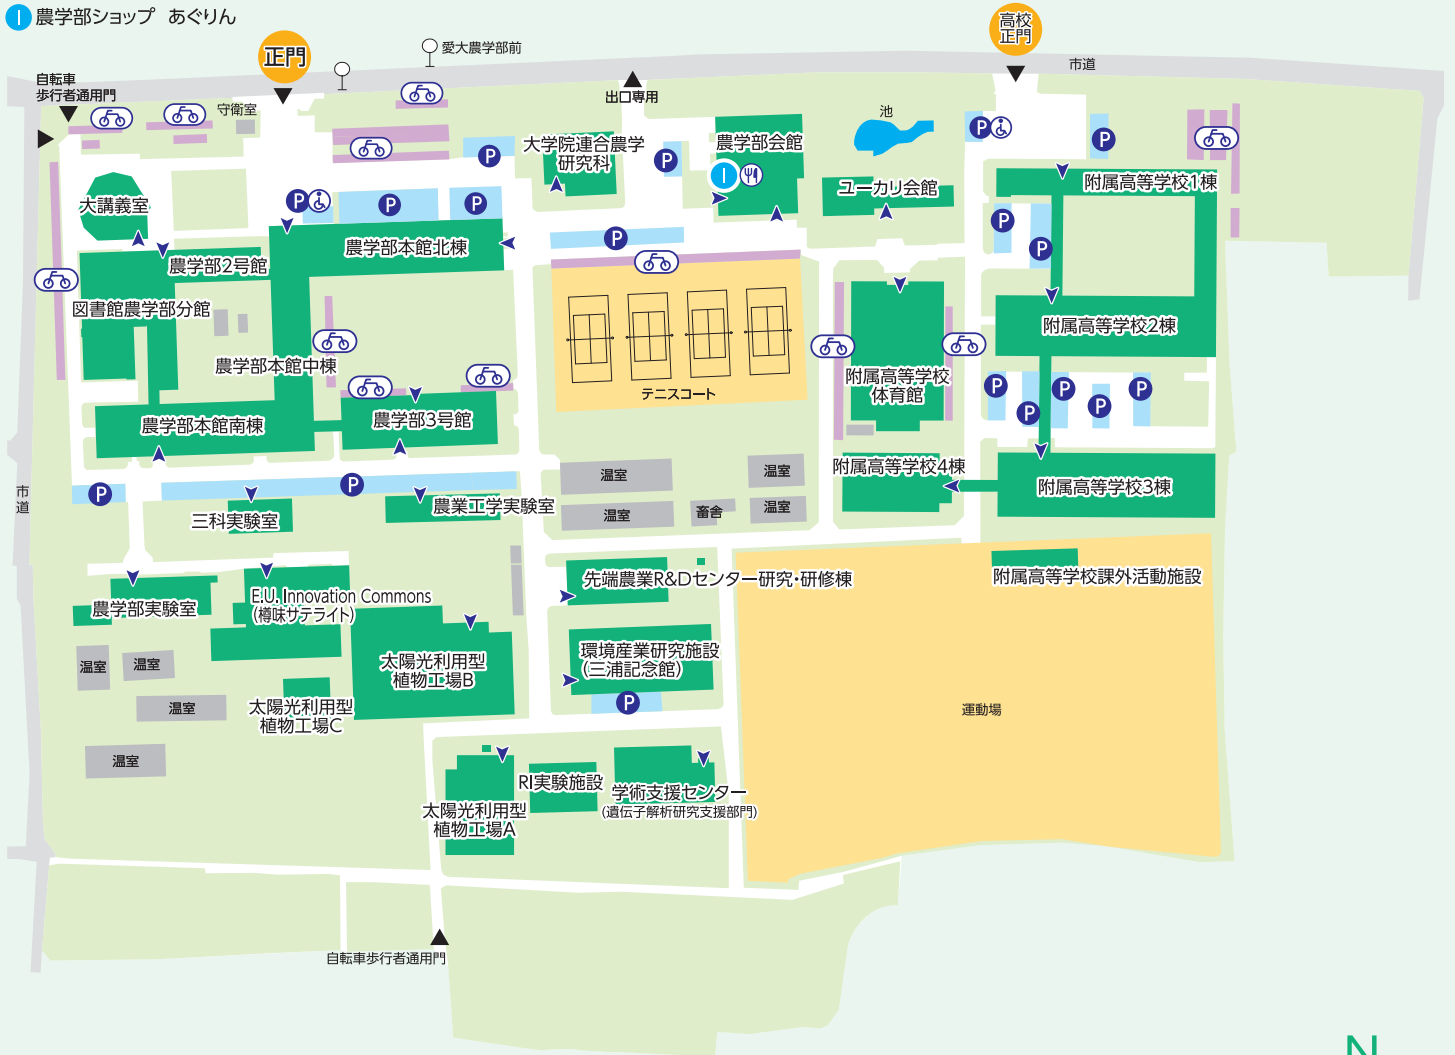 I 農学部ショップ あぐりん
正門
高校
正門
愛大農学部前
市道
自転車
歩行者通用門
守衛室
出口専用
池
大学院連合農学
研究科
P
P
農学部会館
P
P
I
附属高等学校1棟
ユーカリ会館
大講義室
P
P
P
P
農学部本館北棟
P
P
農学部2号館
図書館農学部分館
附属高等学校2棟
農学部本館中棟
テニスコート
附属高等学校
体育館
P
P
P
P
P
農学部3号館
農学部本館南棟
温室
温室
附属高等学校4棟
附属高等学校3棟
市道
P
P
農業工学実験室
三科実験室
温室
畜舎
温室
先端農業R&Dセンター研究・研修棟
附属高等学校課外活動施設
E.U. Innovation Commons
(樽味サテライト)
農学部実験室
環境産業研究施設
(三浦記念館)
太陽光利用型
植物工場B
温室
温室
P
温室
太陽光利用型
植物工場C
運動場
温室
RI実験施設
学術支援センター
(遺伝子解析研究支援部門)
太陽光利用型
植物工場A
自転車歩行者通用門
N